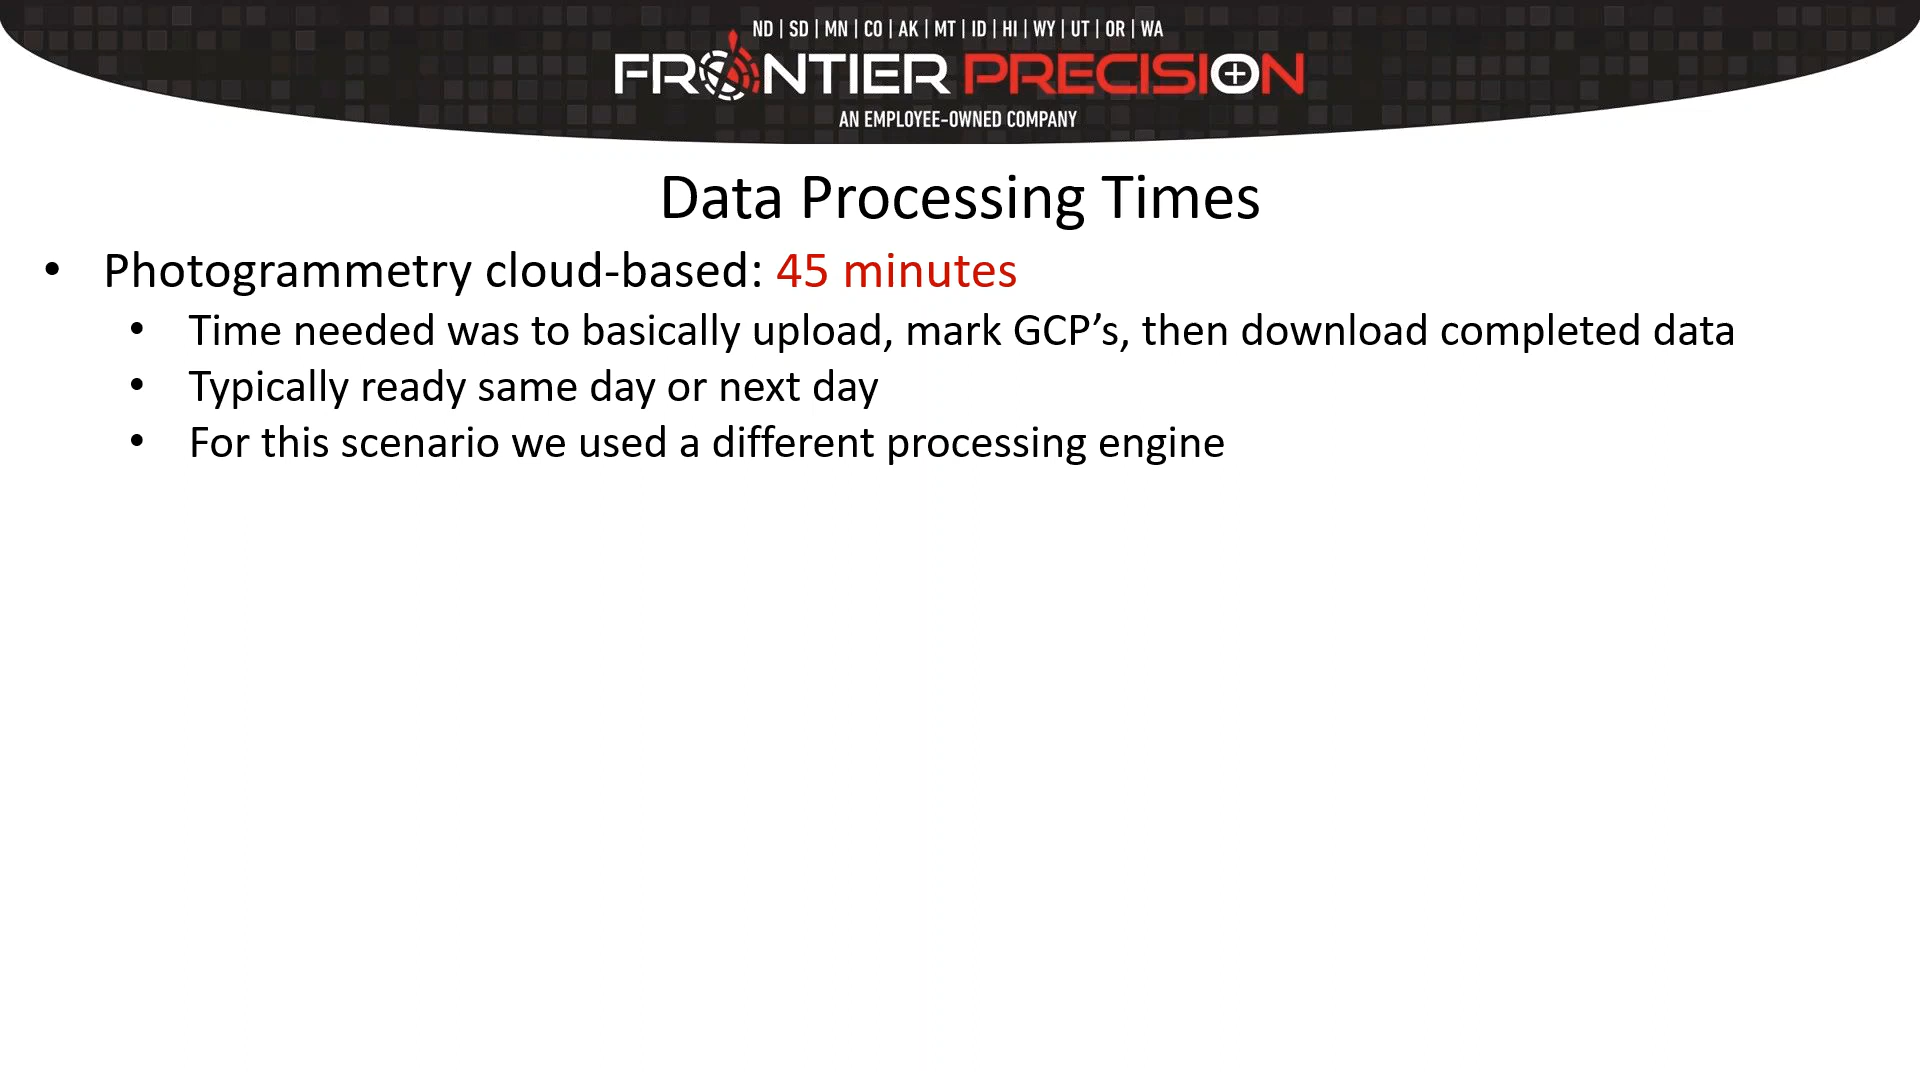 ND | SD | MN | CO | AK | MT | ID | HI | WY | UT | OR | WA
FRONTIER PRECISION
AN EMPLOYEE-OWNED COMPANY
Data Processing Times
• Photogrammetry cloud-based: 45 minutes
• Time needed was to basically upload, mark GCP’s, then download completed data
• Typically ready same day or next day
• For this scenario we used a different processing engine